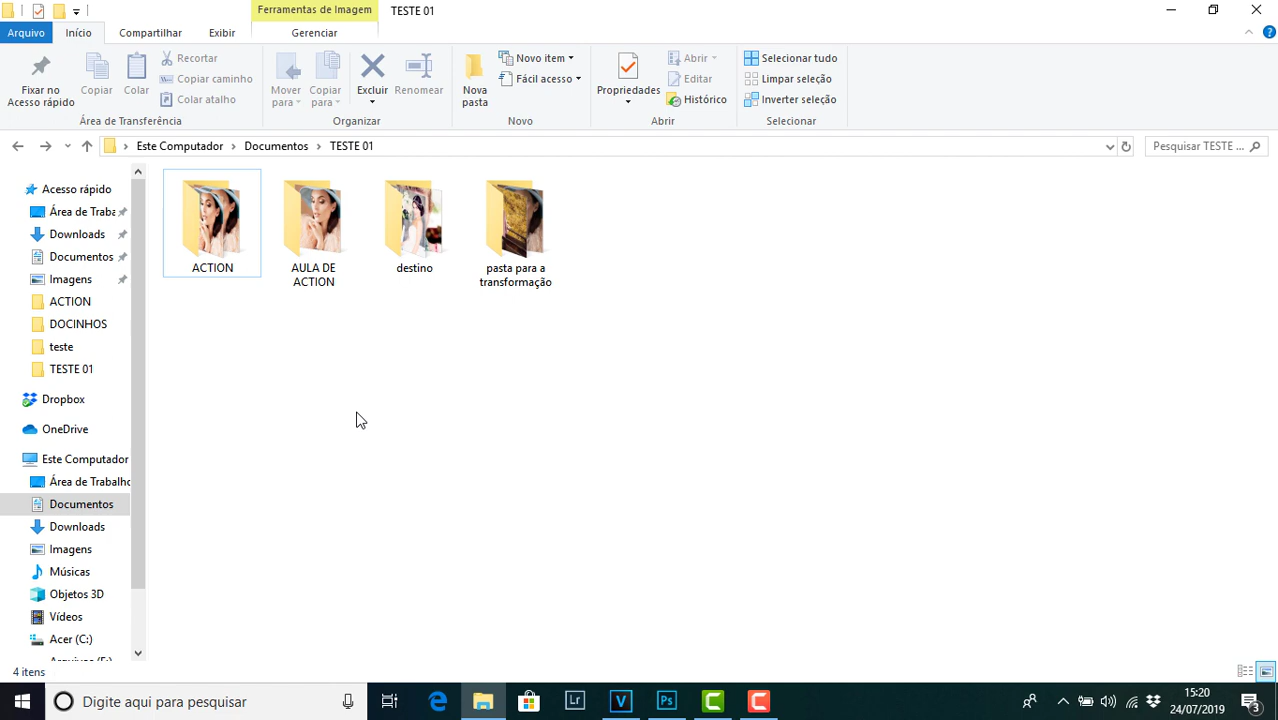 Ferramentas de Imagem
TESTE 01
Arquivo
Início
Compartilhar
Exibir
Gerenciar
Fixar no
Acesso rápido
Copiar
Colar
Recortar
Copiar caminho
Colar atalho
Área de Transferência
Mover
para
Copiar
para
Excluir
Renomear
Organizar
Nova
pasta
Novo item
Fácil acesso
Novo
Propriedades
Abrir
Editar
Histórico
Abrir
Selecionar tudo
Limpar seleção
Inverter seleção
Selecionar
Este Computador > Documentos > TESTE 01
Pesquisar TESTE ...
Acesso rápido
Área de Traba
Downloads
Documentos
Imagens
ACTION
DOCINHOS
teste
TESTE 01
Dropbox
OneDrive
Este Computador
Área de Trabalho
Documentos
Downloads
Imagens
Músicas
Objetos 3D
Vídeos
Acer (C:)
ACTION
AULA DE
ACTION
destino
pasta para a
transformação
4 itens
Digite aqui para pesquisar
Lr
V
Ps
C
C
15:20
24/07/2019
3